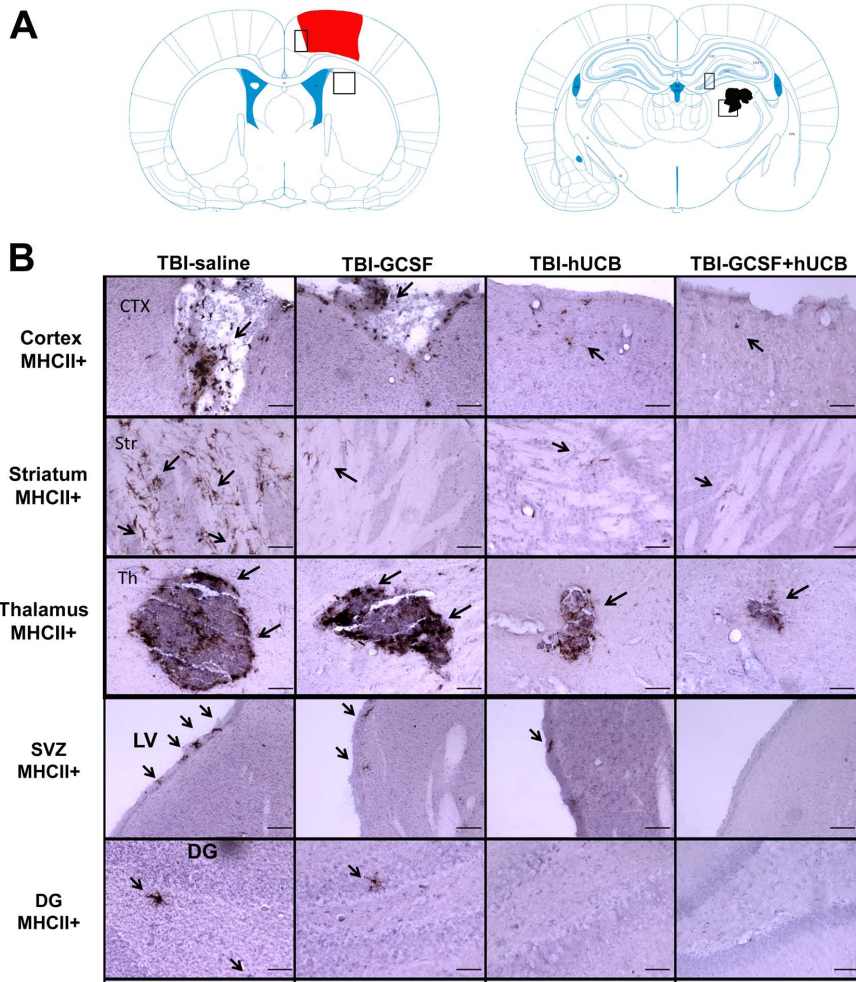 A
B
TBI-saline TBI-GCSF TBI-hUCB TBI-GCSF+hUCB
CTX
Cortex
MHCII+
Str
Striatum
MHCII+
Th
Thalamus
MHCII+
LV
SVZ
MHCII+
DG
DG
MHCII+